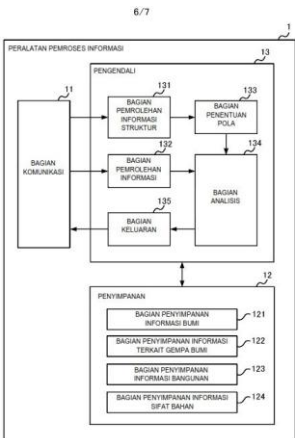 6/7
1
PERALATAN PEMROSES INFORMASI
13
PENGENDALI
11
BAGIAN
KOMUNIKASI
131
BAGIAN
PEMROLEHAN
INFORMASI
STRUKTUR
133
BAGIAN
PENENTUAN
POLA
132
BAGIAN
PEMROLEHAN
INFORMASI
134
BAGIAN
ANALISIS
135
BAGIAN
KELUARAN
12
PENYIMPANAN
BAGIAN PENYIMPANAN
INFORMASI BUMI
121
BAGIAN PENYIMPANAN INFORMASI
TERKAIT GEMPA BUMI
122
BAGIAN PENYIMPANAN
INFORMASI BANGUNAN
123
BAGIAN PENYIMPANAN INFORMASI
SIFAT BAHAN
124